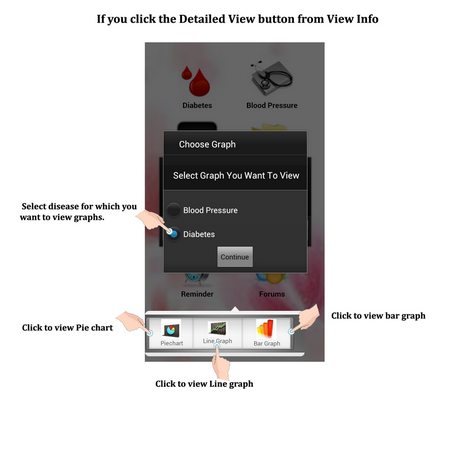 If you click the Detailed View button from View Info
Diabetes
Blood Pressure
Choose Graph
Select Graph You Want To View
Select disease for which you
want to view graphs.
Blood Pressure
Diabetes
Continue
Reminder
Forums
Click to view Pie chart
Click to view bar graph
Piechart
Line Graph
Bar Graph
Click to view Line graph